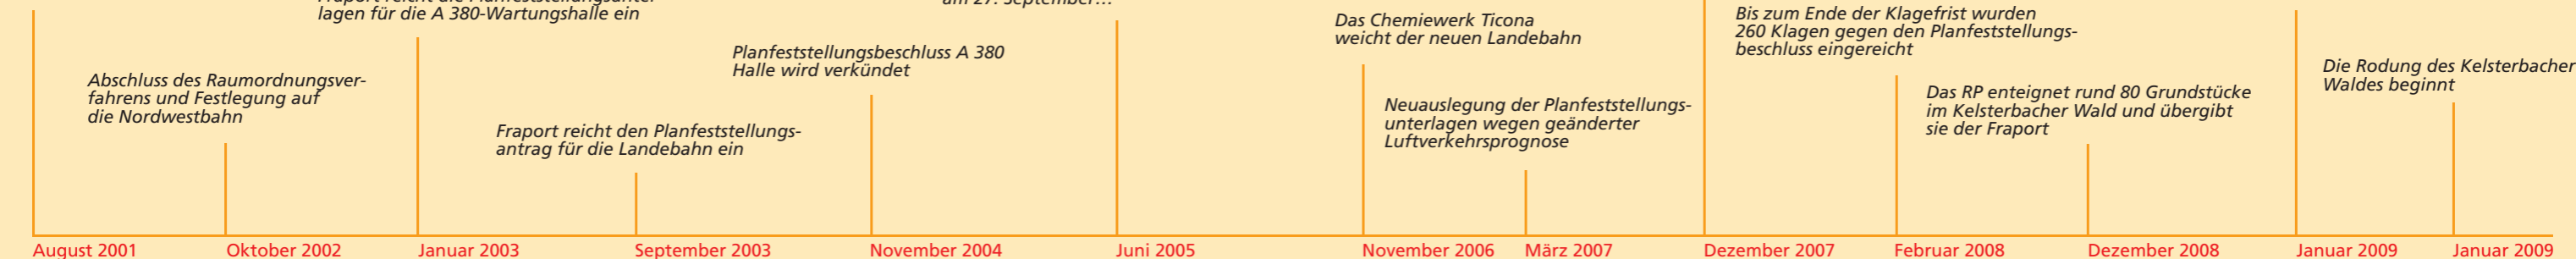 lagen für die A 380-Wartungshalle ein
am 27. September…
Abschluss des Raumordnungsver-
fahrens und Festlegung auf
die Nordwestbahn
Fraport reicht den Planfeststellungs-
antrag für die Landebahn ein
Planfeststellungsbeschluss A 380
Halle wird verkündet
Das Chemiewerk Ticona
weicht der neuen Landebahn
Neuauslegung der Planfeststellungs-
unterlagen wegen geänderter
Luftverkehrsprognose
Bis zum Ende der Klagefrist wurden
260 Klagen gegen den Planfeststellungs-
beschluss eingereicht
Das RP enteignet rund 80 Grundstücke
im Kelsterbacher Wald und übergibt
sie der Fraport
Die Rodung des Kelsterbacher
Waldes beginnt
August 2001
Oktober 2002
Januar 2003
September 2003
November 2004
Juni 2005
November 2006
März 2007
Dezember 2007
Februar 2008
Dezember 2008
Januar 2009
Januar 2009